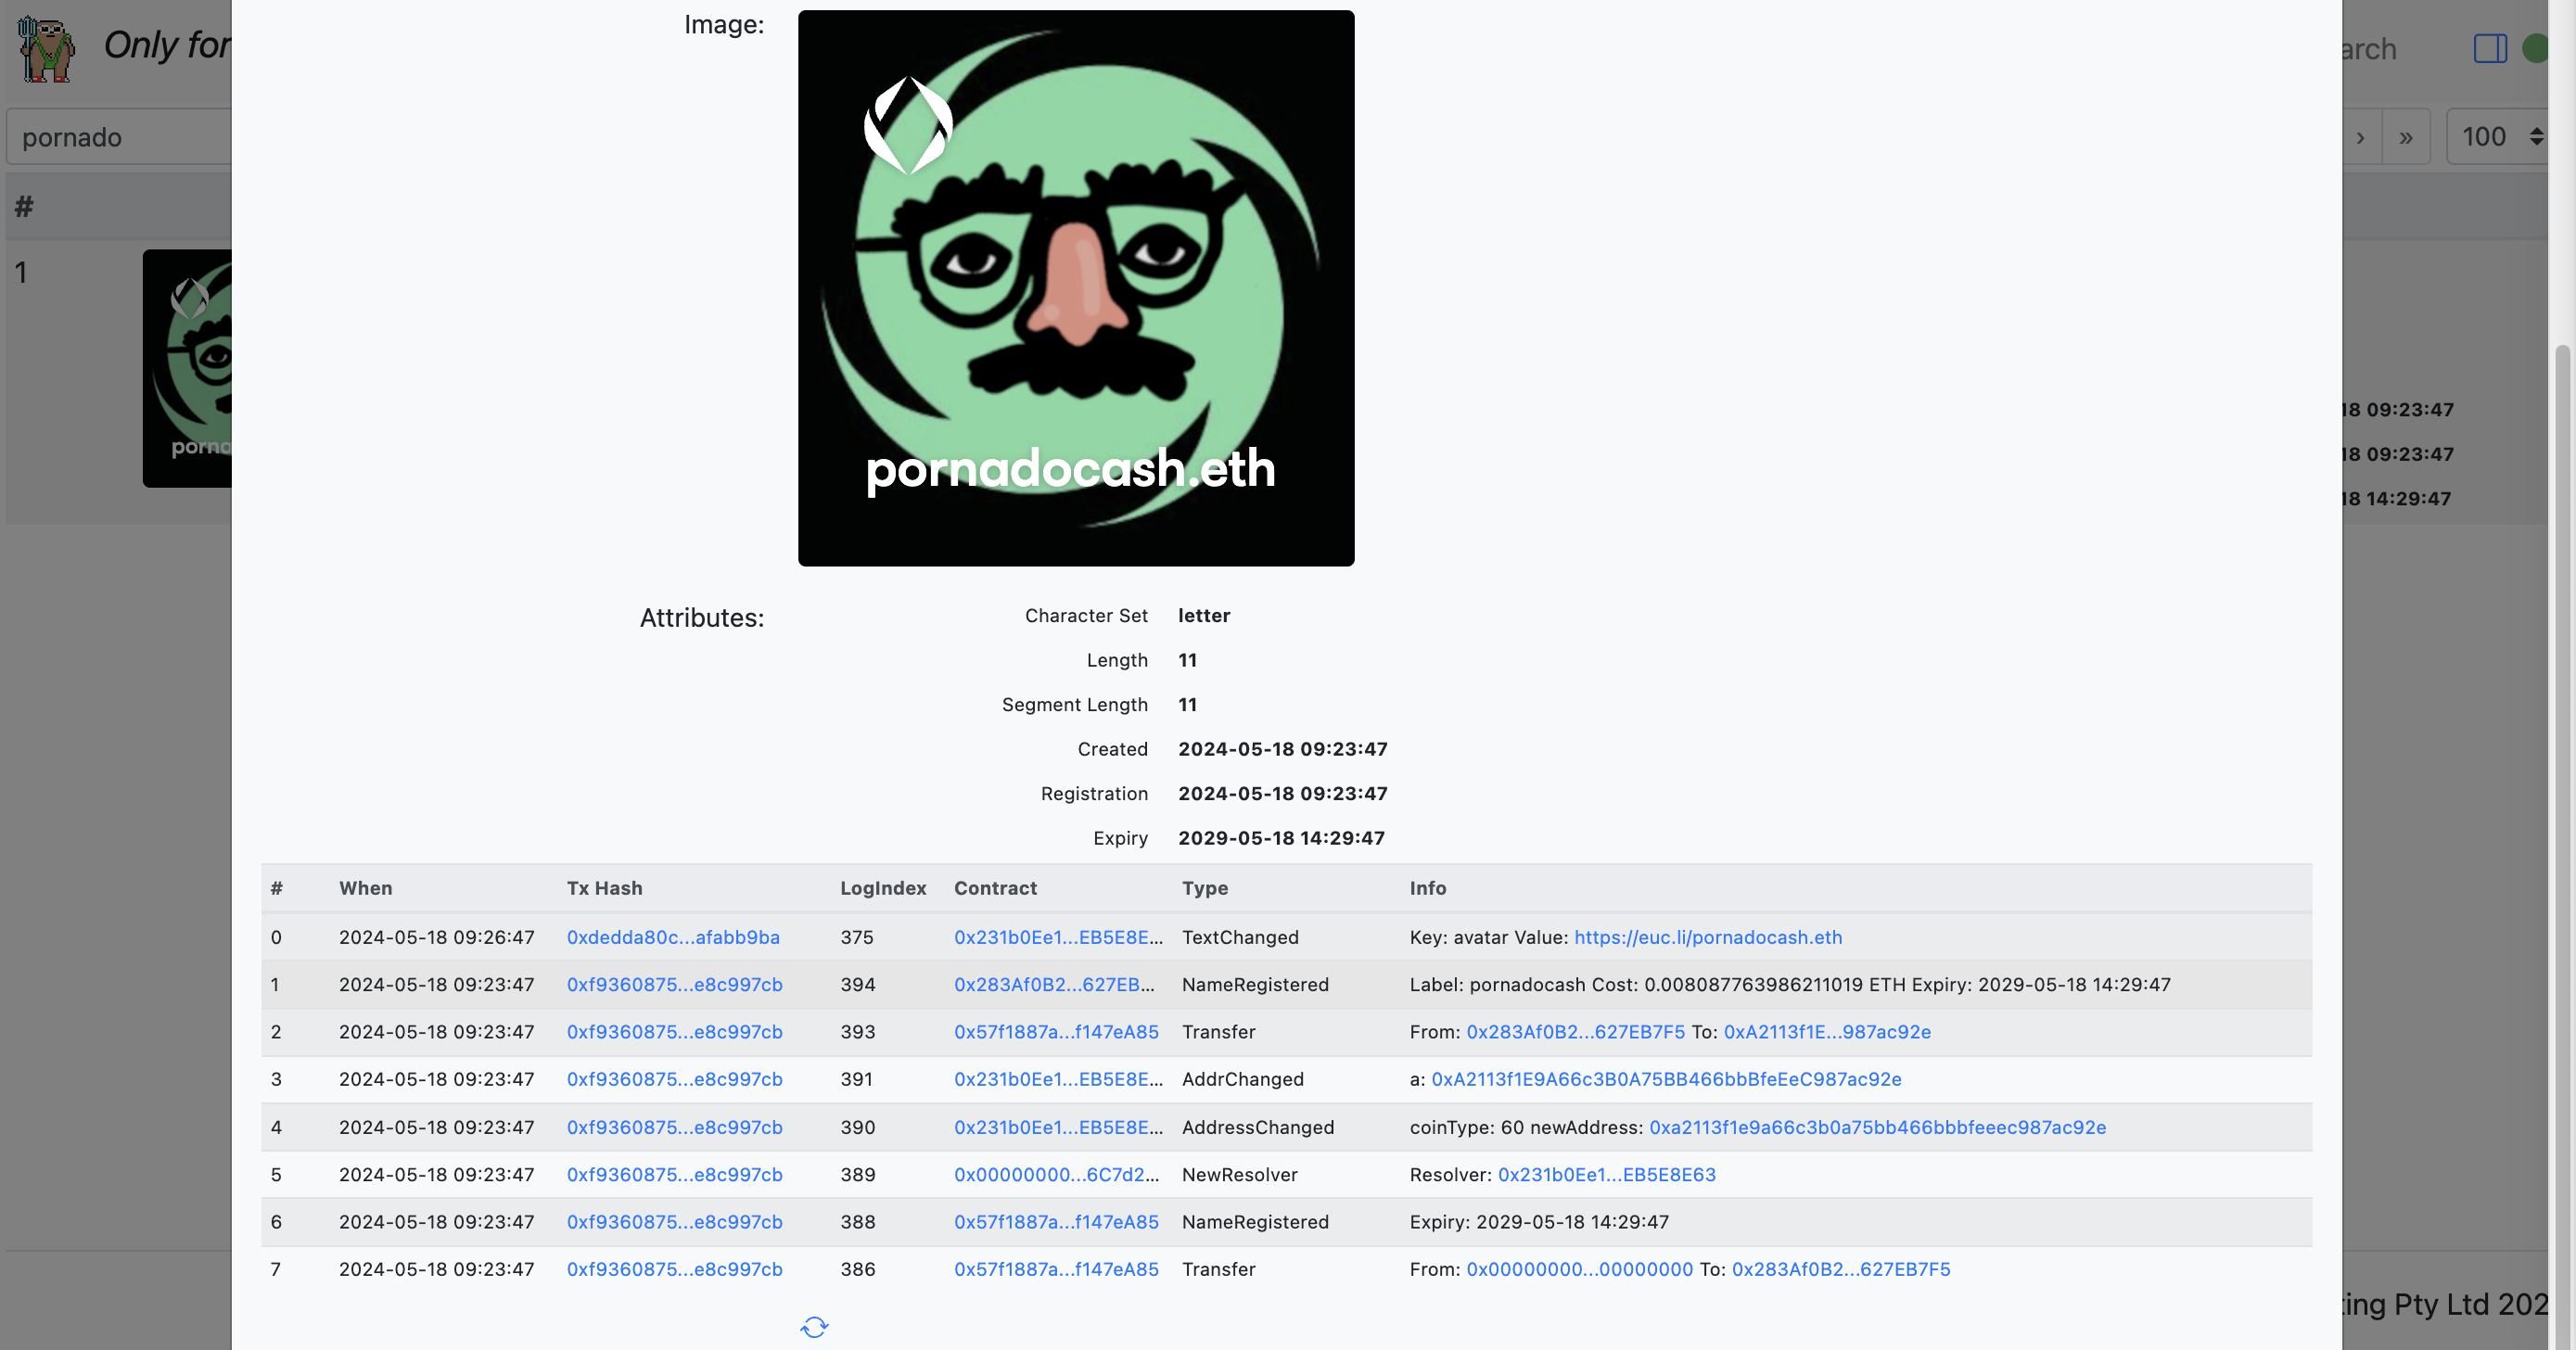 Image:
Only for
arch
pornado
› » 100
#
1
porna
pornadocash.eth
18 09:23:47
18 09:23:47
18 14:29:47
Attributes:
Character Set letter
Length 11
Segment Length 11
Created 2024-05-18 09:23:47
Registration 2024-05-18 09:23:47
Expiry 2029-05-18 14:29:47
# When Tx Hash LogIndex Contract Type Info
0 2024-05-18 09:26:47 0xdedda80c...afabb9ba 375 0x231b0Ee1...EB5E8E... TextChanged Key: avatar Value: https://euc.li/pornadocash.eth
1 2024-05-18 09:23:47 0xf9360875...e8c997cb 394 0x283Af0B2...627EB... NameRegistered Label: pornadocash Cost: 0.008087763986211019 ETH Expiry: 2029-05-18 14:29:47
2 2024-05-18 09:23:47 0xf9360875...e8c997cb 393 0x57f1887a...f147eA85 Transfer From: 0x283Af0B2...627EB7F5 To: 0xA2113f1E...987ac92e
3 2024-05-18 09:23:47 0xf9360875...e8c997cb 391 0x231b0Ee1...EB5E8E... AddrChanged a: 0xA2113f1E9A66c3B0A75BB466bbBfeEeC987ac92e
4 2024-05-18 09:23:47 0xf9360875...e8c997cb 390 0x231b0Ee1...EB5E8E... AddressChanged coinType: 60 newAddress: 0xa2113f1e9a66c3b0a75bb466bbbfeeec987ac92e
5 2024-05-18 09:23:47 0xf9360875...e8c997cb 389 0x00000000...6C7d2... NewResolver Resolver: 0x231b0Ee1...EB5E8E63
6 2024-05-18 09:23:47 0xf9360875...e8c997cb 388 0x57f1887a...f147eA85 NameRegistered Expiry: 2029-05-18 14:29:47
7 2024-05-18 09:23:47 0xf9360875...e8c997cb 386 0x57f1887a...f147eA85 Transfer From: 0x00000000...00000000 To: 0x283Af0B2...627EB7F5
ting Pty Ltd 202